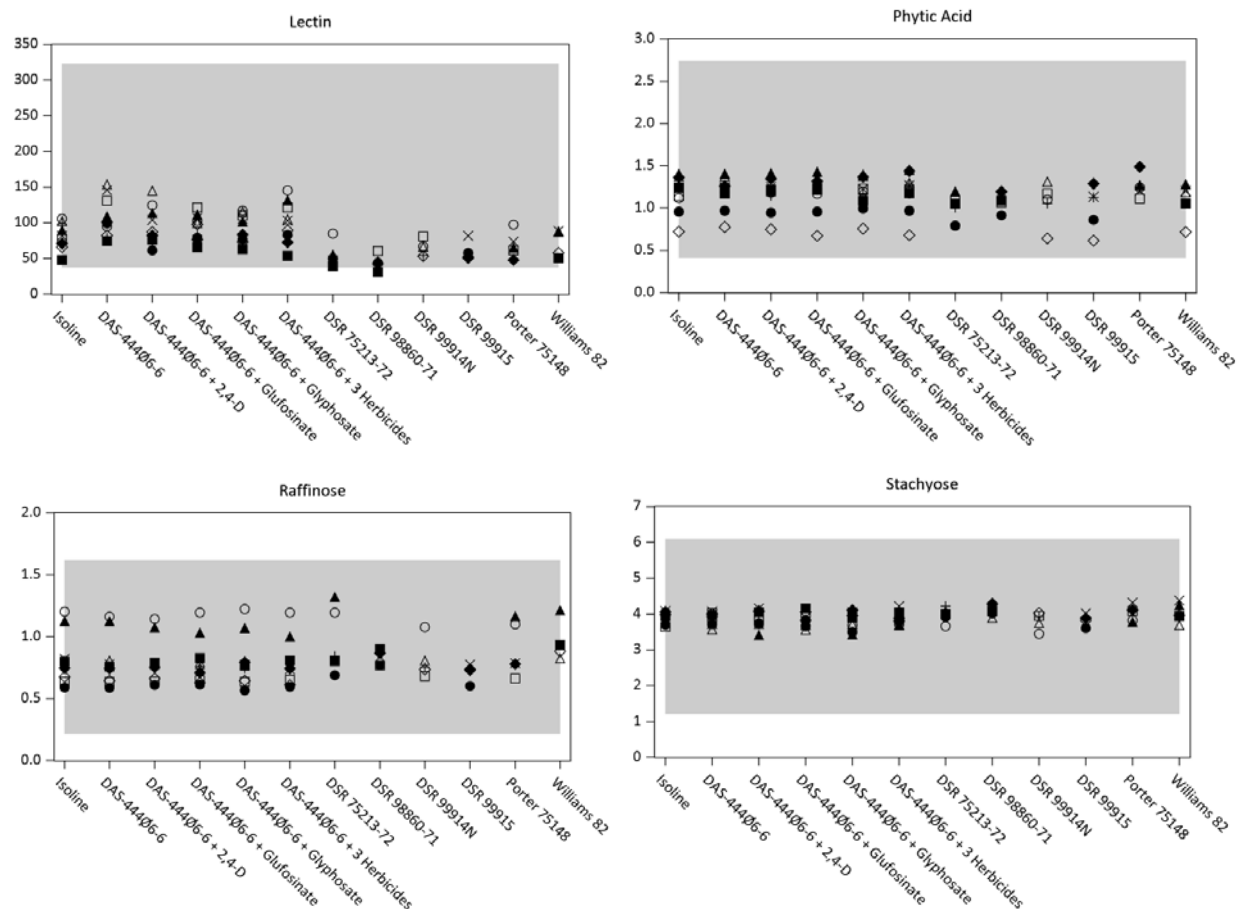 Lectin
350
300
250
200
150
100
50
0
Isoline
DAS-444Ø6-6
DAS-444Ø6-6 + 2,4-D
DAS-444Ø6-6 + Glufosinate
DAS-444Ø6-6 + Glyphosate
DAS-444Ø6-6 + 3 Herbicides
DSR 75213-72
DSR 98860-71
DSR 99914N
DSR 99915
Porter 75148
Williams 82
Phytic Acid
3.0
2.5
2.0
1.5
1.0
0.5
0.0
Isoline
DAS-444Ø6-6
DAS-444Ø6-6 + 2,4-D
DAS-444Ø6-6 + Glufosinate
DAS-444Ø6-6 + Glyphosate
DAS-444Ø6-6 + 3 Herbicides
DSR 75213-72
DSR 98860-71
DSR 99914N
DSR 99915
Porter 75148
Williams 82
Raffinose
2.0
1.5
1.0
0.5
0.0
Isoline
DAS-444Ø6-6
DAS-444Ø6-6 + 2,4-D
DAS-444Ø6-6 + Glufosinate
DAS-444Ø6-6 + Glyphosate
DAS-444Ø6-6 + 3 Herbicides
DSR 75213-72
DSR 98860-71
DSR 99914N
DSR 99915
Porter 75148
Williams 82
Stachyose
7
6
5
4
3
2
1
0
Isoline
DAS-444Ø6-6
DAS-444Ø6-6 + 2,4-D
DAS-444Ø6-6 + Glufosinate
DAS-444Ø6-6 + Glyphosate
DAS-444Ø6-6 + 3 Herbicides
DSR 75213-72
DSR 98860-71
DSR 99914N
DSR 99915
Porter 75148
Williams 82